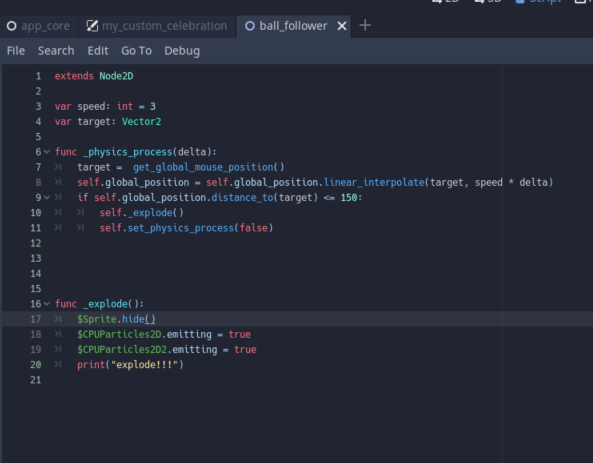 2D 3D Script
app_core my_custom_celebration ball_follower
File Search Edit Go To Debug
1 extends Node2D
2
3 var speed: int = 3
4 var target: Vector2
5
6 func _physics_process(delta):
7 target =  get_global_mouse_position()
8 self.global_position = self.global_position.linear_interpolate(target, speed * delta)
9 if self.global_position.distance_to(target) <= 150:
10 self._explode()
11 self.set_physics_process(false)
12
13
14
15
16 func _explode():
17 $Sprite.hide()
18 $CPUParticles2D.emitting = true
19 $CPUParticles2D2.emitting = true
20 print("explode!!!")
21